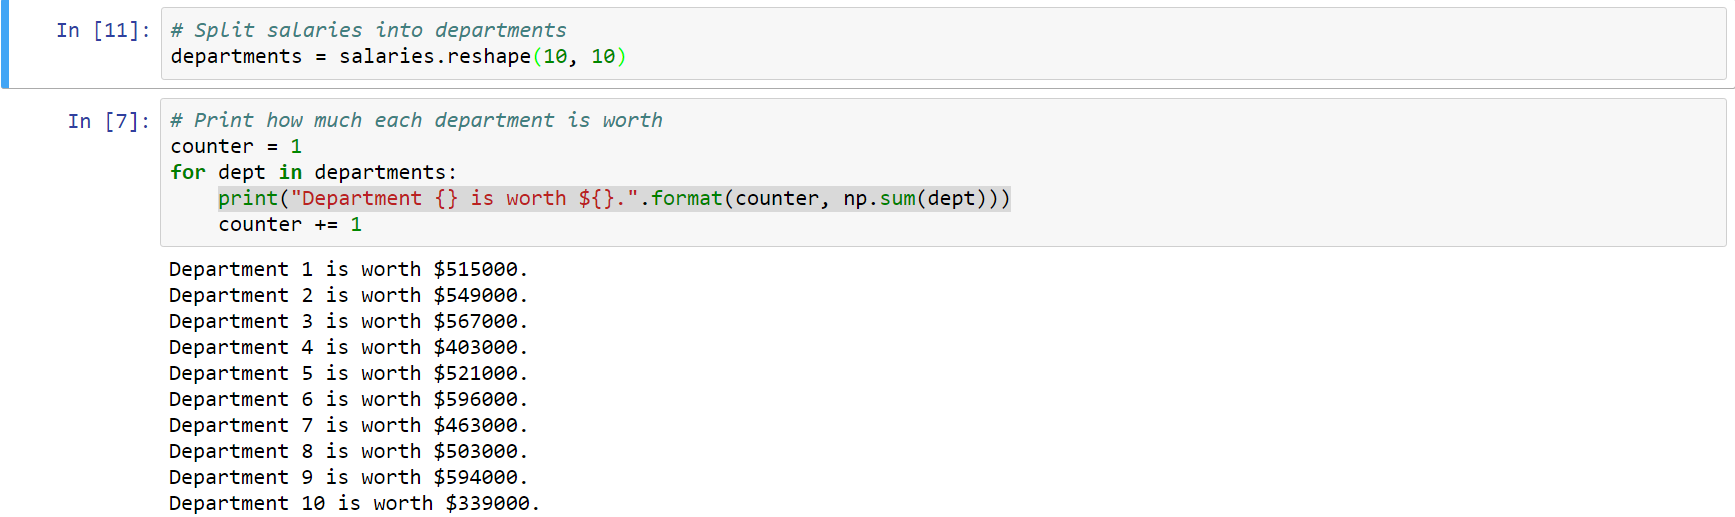 In [11]: # Split salaries into departments
departments = salaries.reshape(10, 10)
In [7]: # Print how much each department is worth
counter = 1
for dept in departments:
    print("Department {} is worth ${}.".format(counter, np.sum(dept)))
    counter += 1
Department 1 is worth $515000.
Department 2 is worth $549000.
Department 3 is worth $567000.
Department 4 is worth $403000.
Department 5 is worth $521000.
Department 6 is worth $596000.
Department 7 is worth $463000.
Department 8 is worth $503000.
Department 9 is worth $594000.
Department 10 is worth $339000.